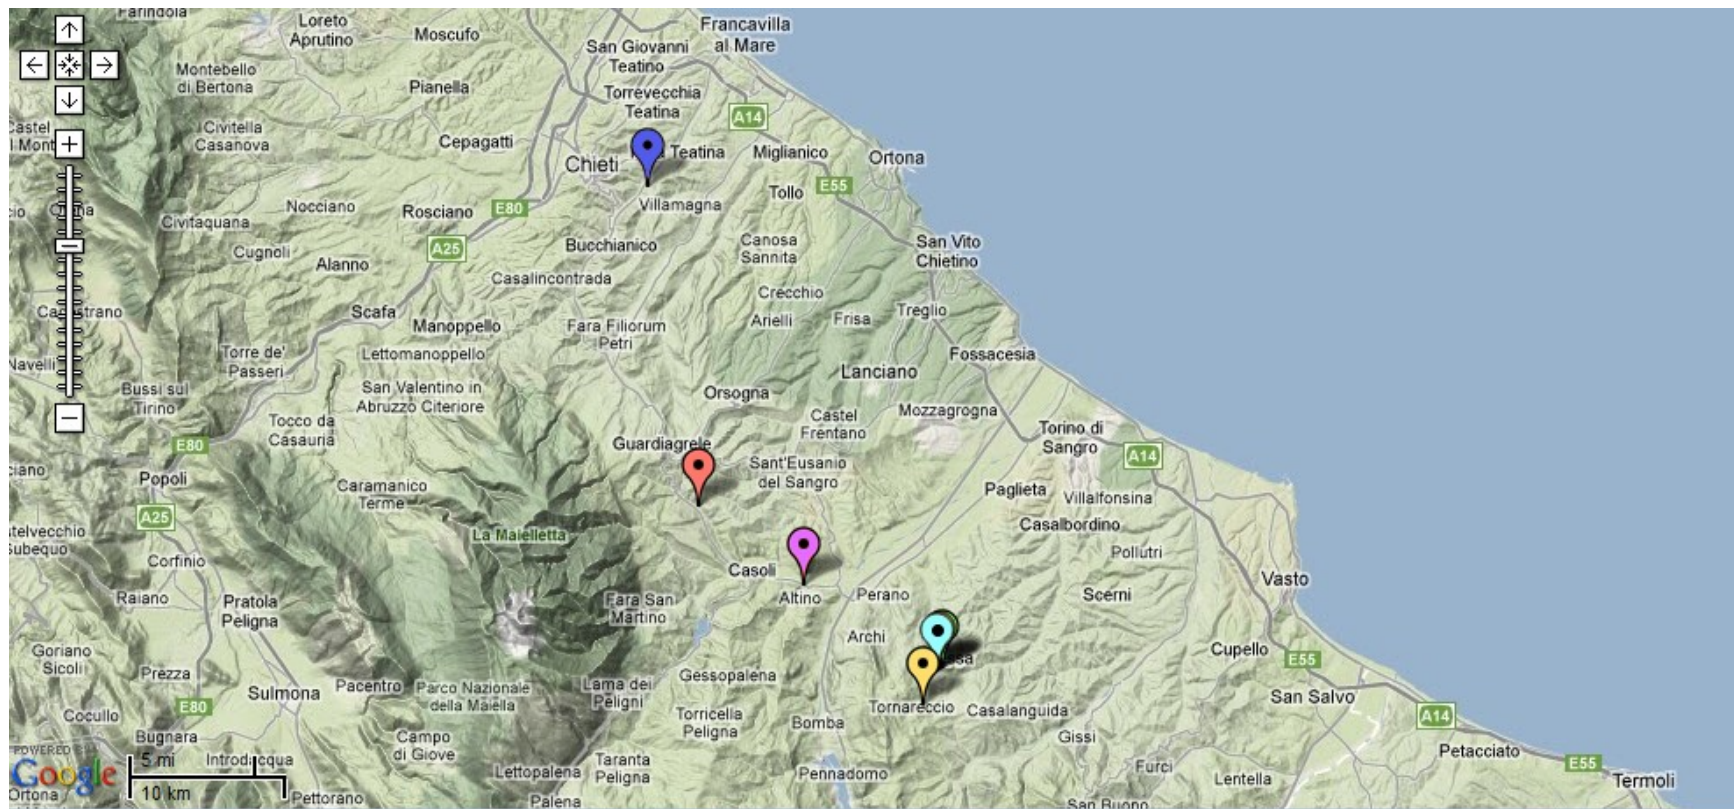 Farindola
Loreto
Aprutino
Moscufo
Francavilla
al Mare
San Giovanni
Teatino
Montebello
di Bertona
Pianella
Torrevecchia
Teatina
A14
Castel
Civitella
Casanova
Cepagatti
Chieti
Teatina
Miglianico
Ortona
E55
Tollo
Villamagna
Nocciano
Rosciano
E80
Civitaquana
Bucchianico
A25
Canosa
Sannita
San Vito
Chietino
Cugnoli
Alanno
Casalincontrada
Crecchio
Scafa
Manoppello
Fara Filiorum
Petri
Arielli
Frisa
Treglio
Navelli
Torre de'
Passeri
Lettomanoppello
Fossacesia
Bussi sul
Tirino
San Valentino in
Abruzzo Citeriore
Orsogna
Lanciano
Tocco da
Casauria
Castel
Frentano
Mozzagrogna
E80
Guardiagrele
Torino di
Sangro
A14
Popoli
Caramanico
Terme
Sant'Eusanio
del Sangro
Paglieta
Villalfonsina
A25
La Maielletta
Casalbordino
Corfinio
Pollutri
Casoli
Vasto
Raiano
Pratola
Peligna
Fara San
Martino
Altino
Perano
Scerni
Archi
Goriano
Sicoli
Prezza
Cupello
E55
Sulmona
Pacentro
Parco Nazionale
della Maiella
Lama dei
Peligni
Gessopalena
San Salvo
E80
Cocullo
Torricella
Peligna
Bomba
Tornareccio
Casalanguida
A14
Bugnara
Campo
di Giove
Gissi
Petacciato
POWERED BY
Google
5 mi
10 km
Introdacqua
Lettopalena
Taranta
Peligna
Pennadomo
Furci
Lentella
E55
Termoli
Ortona
Pettorano
Palena
San Buono